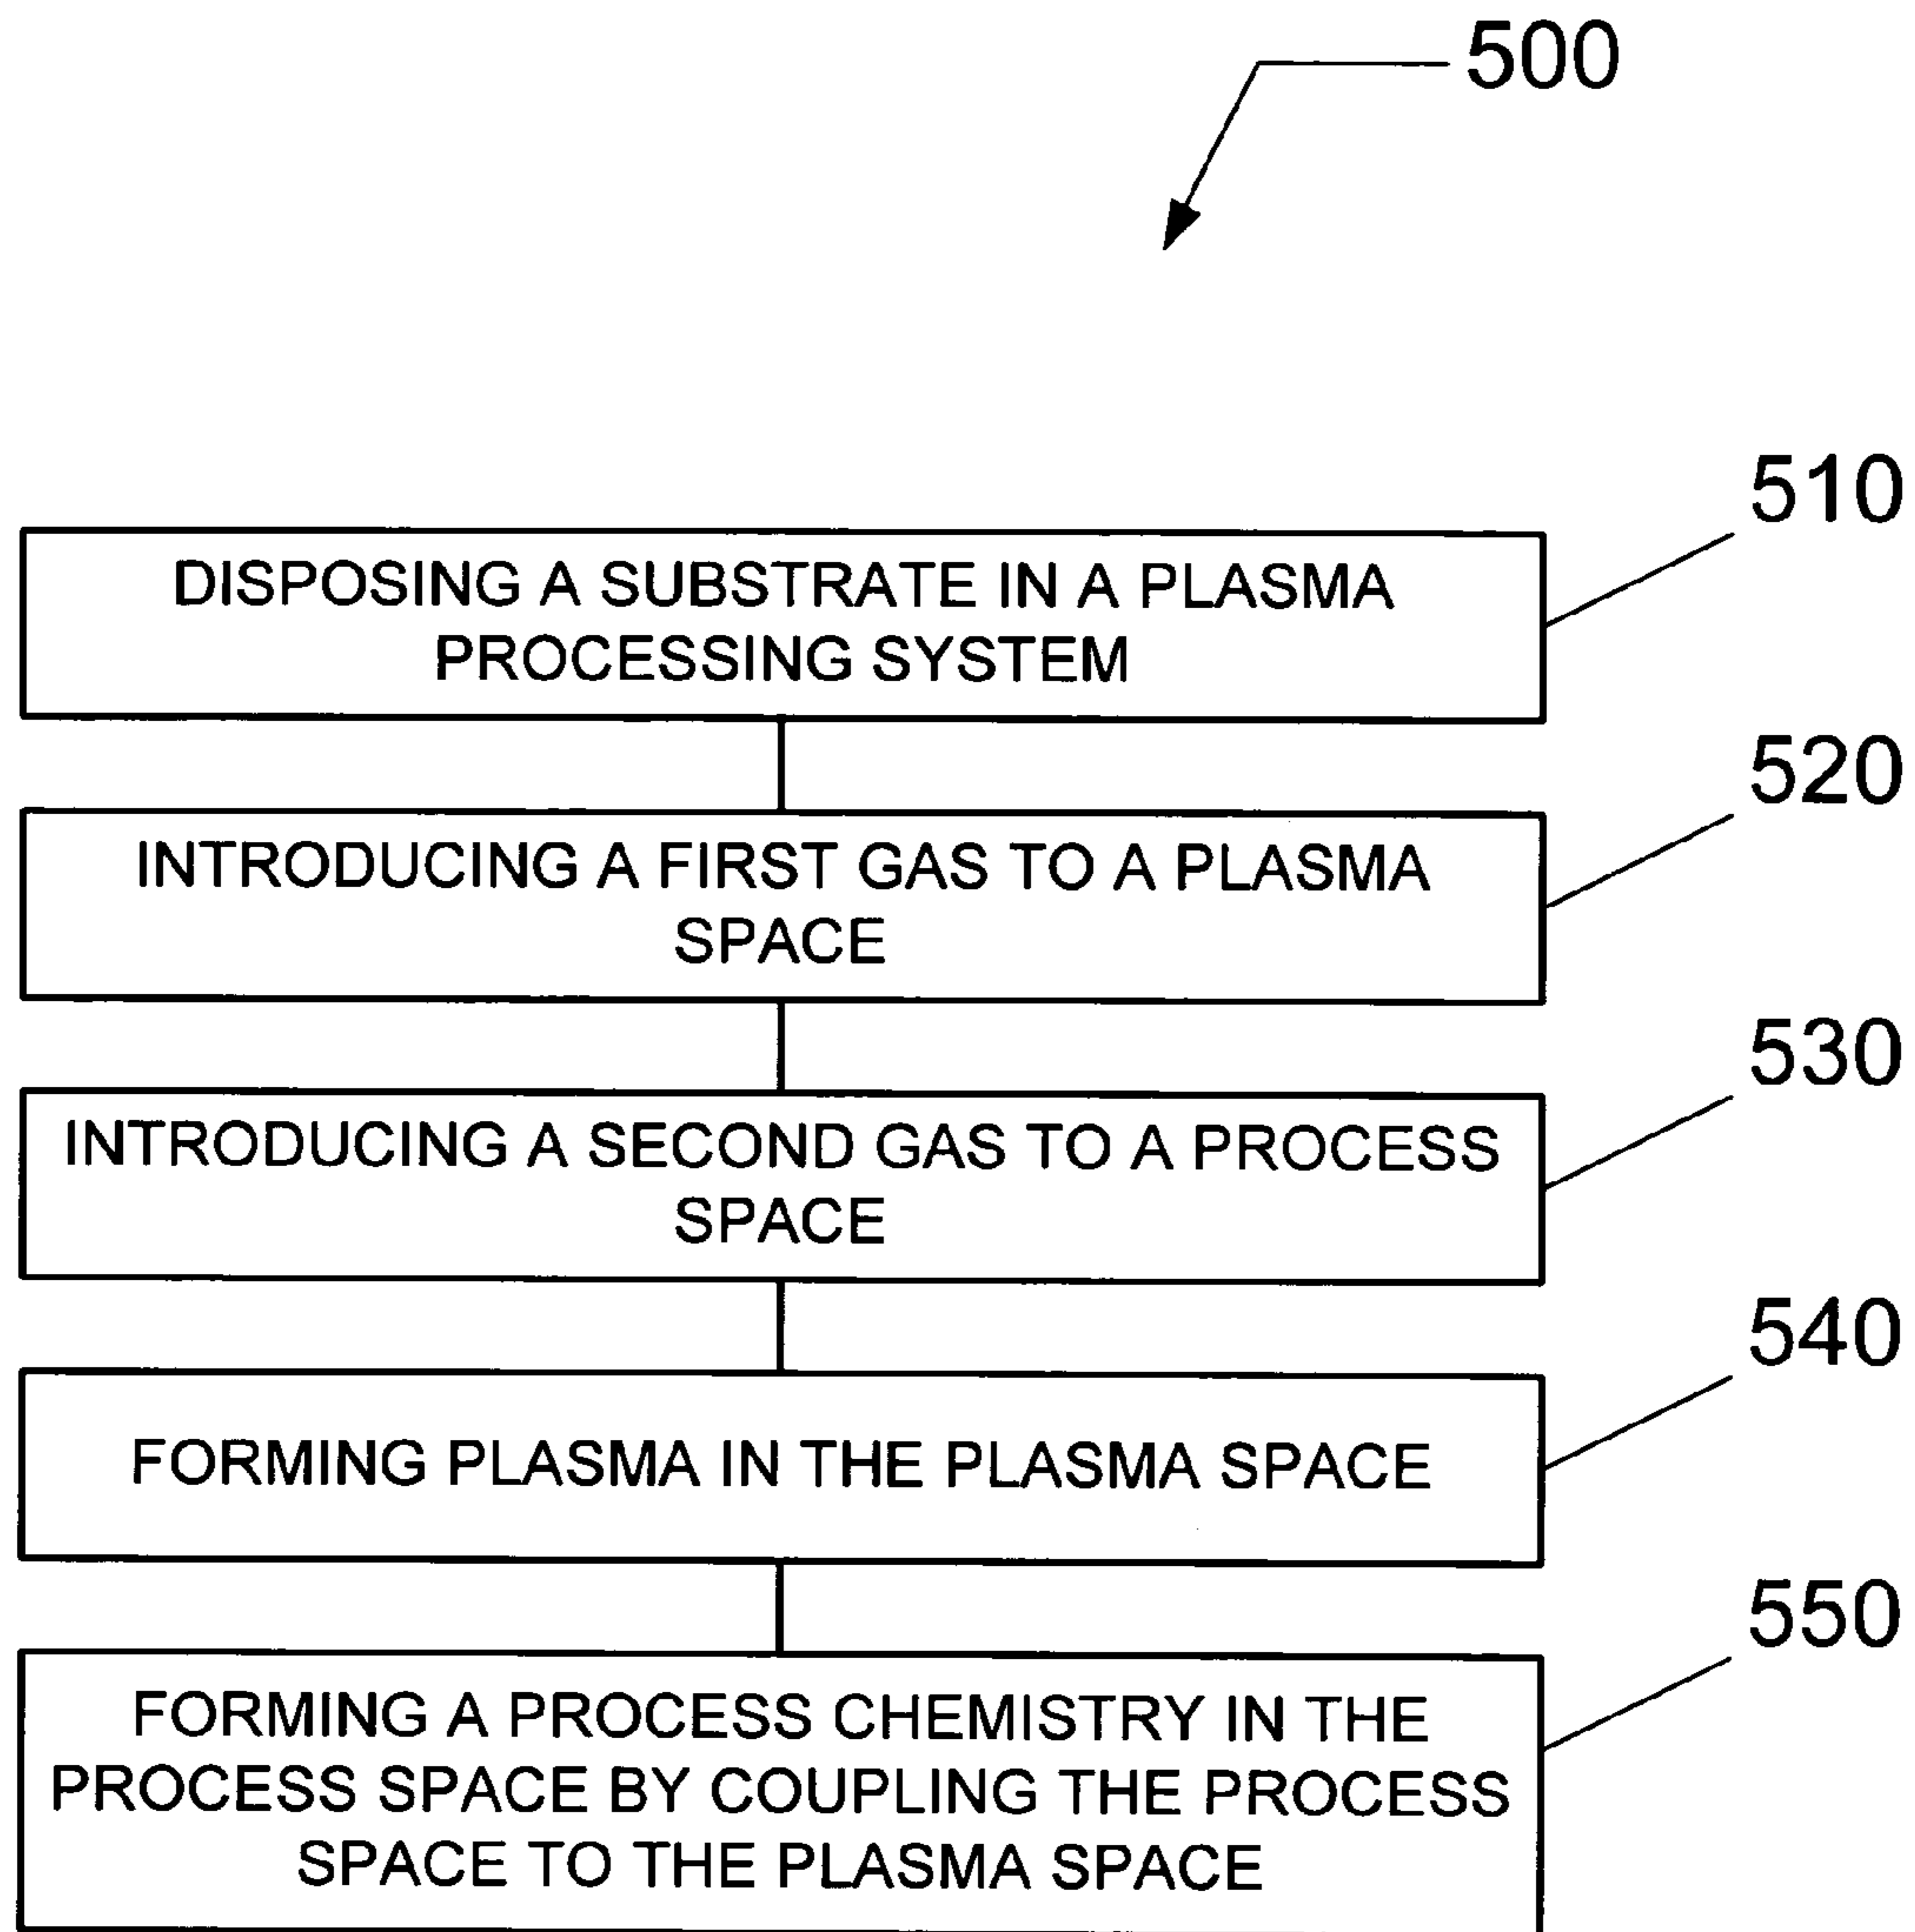 500
510
DISPOSING A SUBSTRATE IN A PLASMA
PROCESSING SYSTEM
520
INTRODUCING A FIRST GAS TO A PLASMA
SPACE
530
INTRODUCING A SECOND GAS TO A PROCESS
SPACE
540
FORMING PLASMA IN THE PLASMA SPACE
550
FORMING A PROCESS CHEMISTRY IN THE
PROCESS SPACE BY COUPLING THE PROCESS
SPACE TO THE PLASMA SPACE